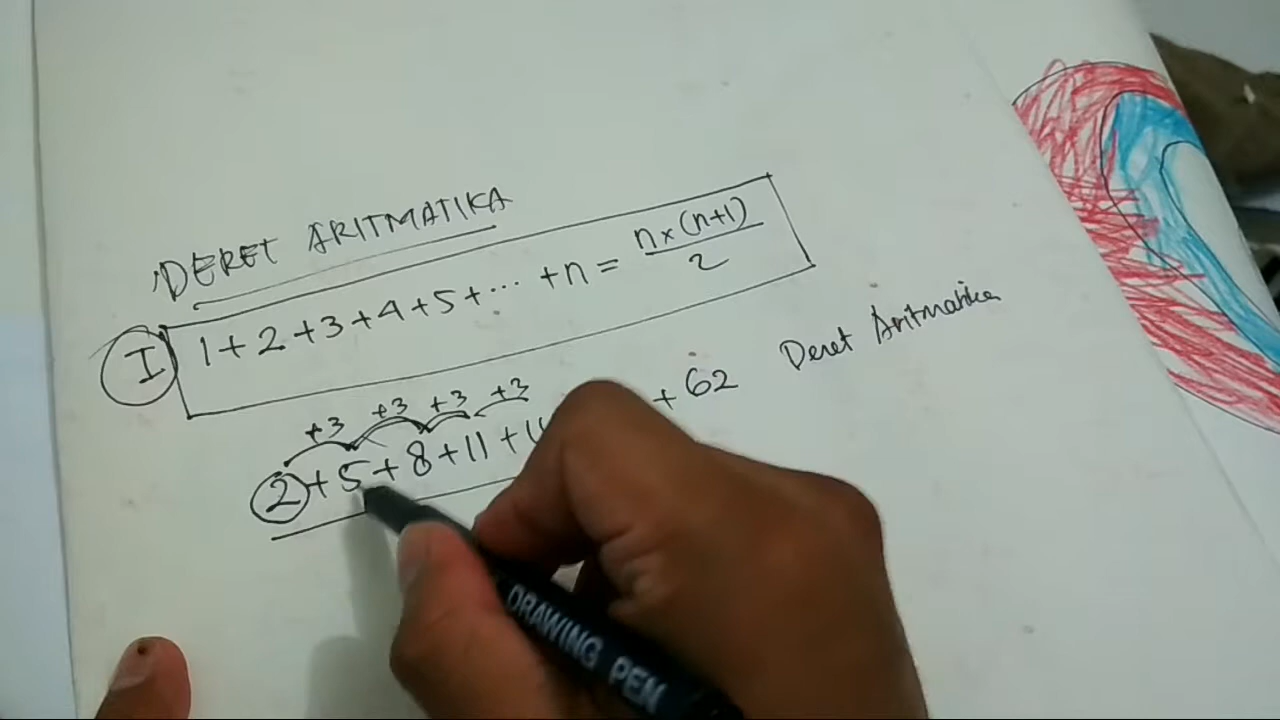 DERET ARITMATIKA
I 1+2+3+4+5+...+n = n×(n+1)/2
+3 +3 +3 +3
2+5+8+11+ +62 Deret Aritmatika
DRAWING PEN